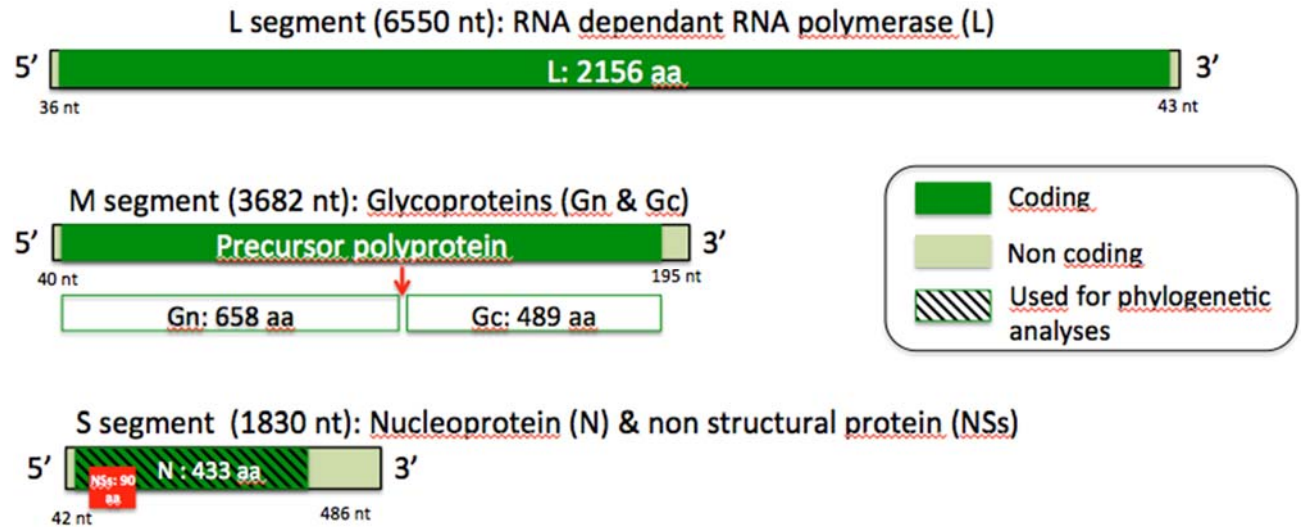 L segment (6550 nt): RNA dependant RNA polymerase (L)
5’ L: 2156 aa 3’
36 nt 43 nt
M segment (3682 nt): Glycoproteins (Gn & Gc)
5’ Precursor polyprotein 3’
40 nt 195 nt
Gn: 658 aa Gc: 489 aa
Coding
Non coding
Used for phylogenetic
analyses
S segment (1830 nt): Nucleoprotein (N) & non structural protein (NSs)
5’ N : 433 aa 3’
NSs: 90
aa
42 nt 486 nt